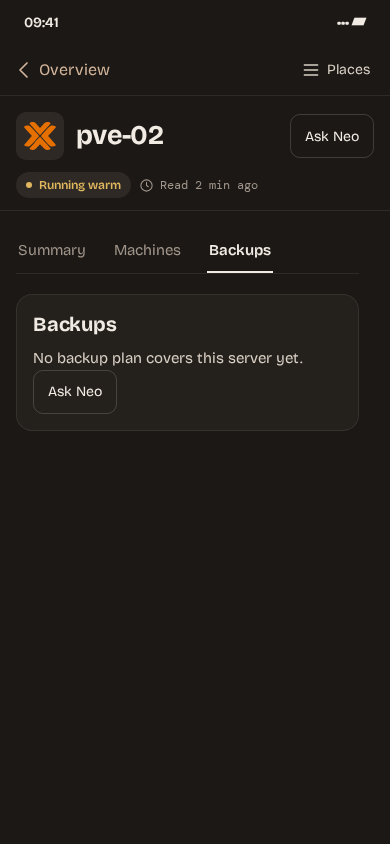 09:41
Overview
Places
pve-02
Ask Neo
Running warm
Read 2 min ago
Summary
Machines
Backups
Backups
No backup plan covers this server yet.
Ask Neo